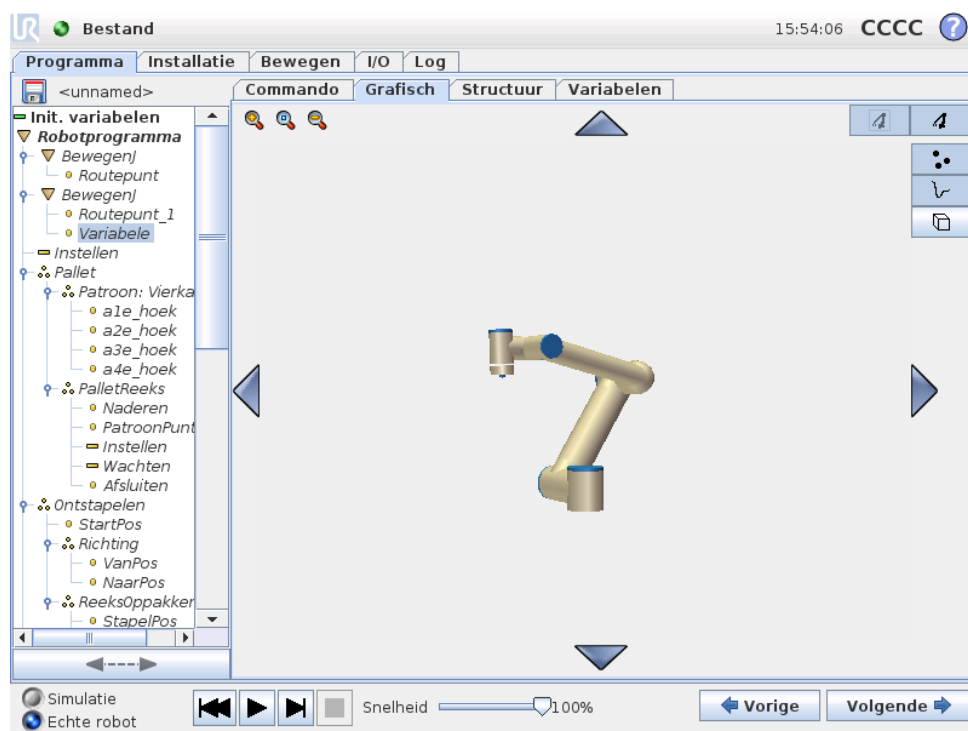 UR Bestand 15:54:06 CCCC ?
Programma Installatie Bewegen I/O Log
<unnamed> Commando Grafisch Structuur Variabelen
Init. variabelen
Robotprogramma
BewegenJ
Routepunt
BewegenJ
Routepunt_1
Variabele
Instellen
Pallet
Patroon: Vierka
a1e_hoek
a2e_hoek
a3e_hoek
a4e_hoek
PalletReeks
Naderen
PatroonPunt
Instellen
Wachten
Afsluiten
Ontstapelen
StartPos
Richting
VanPos
NaarPos
ReeksOppakken
StapelPos
Simulatie
Echte robot
Snelheid 100%
Vorige Volgende